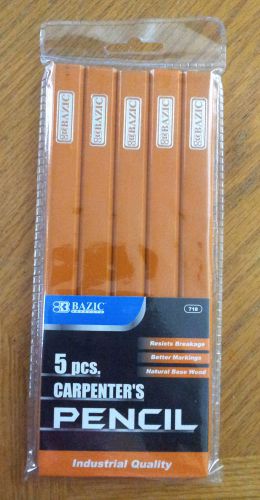 BAZIC
BAZIC
BAZIC
BAZIC
BAZIC
BAZIC
718
Resists Breakage
Better Markings
Natural Base Wood
5 pcs.
CARPENTER'S
PENCIL
Industrial Quality